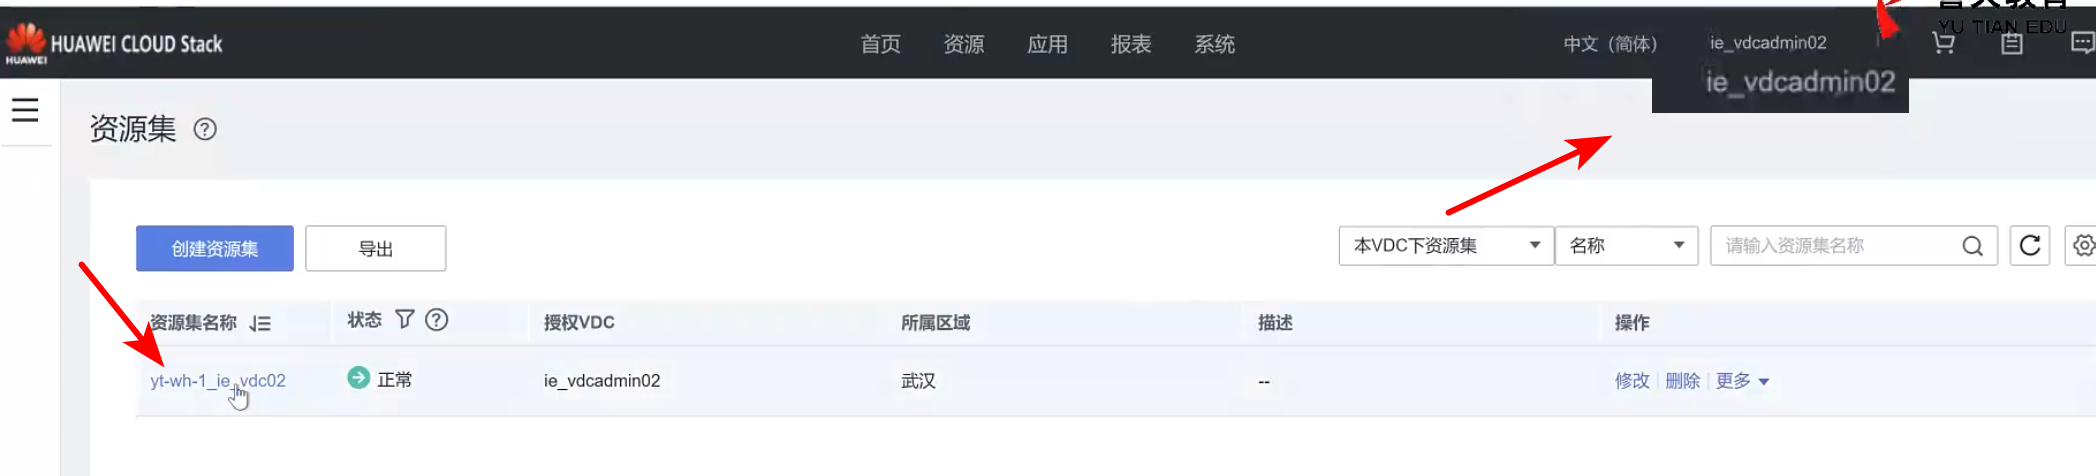 YU TIAN EDU
HUAWEI
HUAWEI CLOUD Stack
首页 资源 应用 报表 系统
中文（简体） ie_vdcadmin02
ie_vdcadmin02
资源集
创建资源集 导出
本VDC下资源集 名称 请输入资源集名称
资源集名称 状态 授权VDC 所属区域 描述 操作
yt-wh-1_ie_vdc02 正常 ie_vdcadmin02 武汉 -- 修改 删除 更多